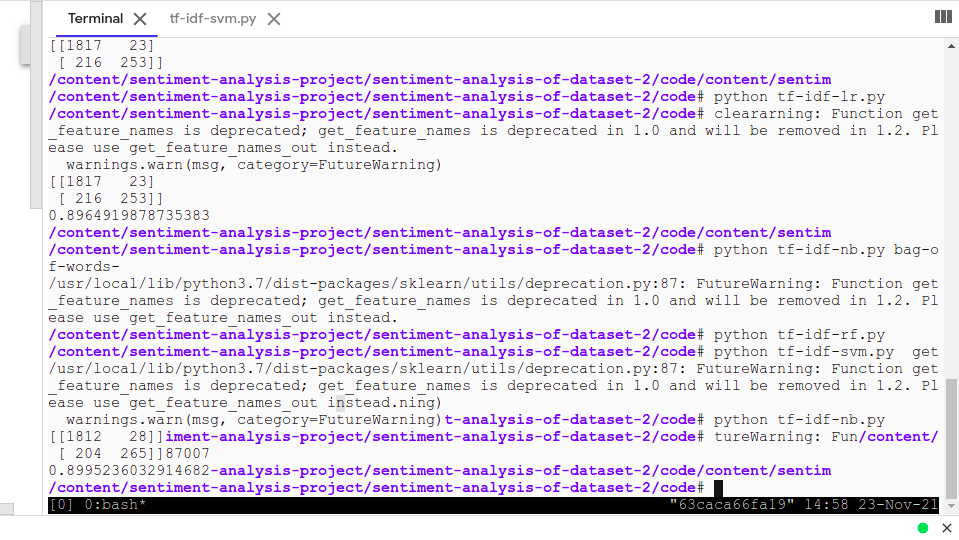 Terminal tf-idf-svm.py
[[1817   23]
 [ 216  253]]
/content/sentiment-analysis-project/sentiment-analysis-of-dataset-2/code/content/sentim
/content/sentiment-analysis-project/sentiment-analysis-of-dataset-2/code# python tf-idf-lr.py
/content/sentiment-analysis-project/sentiment-analysis-of-dataset-2/code# cleararning: Function get
_feature_names is deprecated; get_feature_names is deprecated in 1.0 and will be removed in 1.2. Pl
ease use get_feature_names_out instead.
  warnings.warn(msg, category=FutureWarning)
[[1817   23]
 [ 216  253]]
0.8964919878735383
/content/sentiment-analysis-project/sentiment-analysis-of-dataset-2/code/content/sentim
/content/sentiment-analysis-project/sentiment-analysis-of-dataset-2/code# python tf-idf-nb.py bag-o
f-words-
/usr/local/lib/python3.7/dist-packages/sklearn/utils/deprecation.py:87: FutureWarning: Function get
_feature_names is deprecated; get_feature_names is deprecated in 1.0 and will be removed in 1.2. Pl
ease use get_feature_names_out instead.
/content/sentiment-analysis-project/sentiment-analysis-of-dataset-2/code# python tf-idf-rf.py
/content/sentiment-analysis-project/sentiment-analysis-of-dataset-2/code# python tf-idf-svm.py  get
/usr/local/lib/python3.7/dist-packages/sklearn/utils/deprecation.py:87: FutureWarning: Function get
_feature_names is deprecated; get_feature_names is deprecated in 1.0 and will be removed in 1.2. Pl
ease use get_feature_names_out instead.ning)
  warnings.warn(msg, category=FutureWarning)t-analysis-of-dataset-2/code# python tf-idf-nb.py
[[1812   28]]iment-analysis-project/sentiment-analysis-of-dataset-2/code# tureWarning: Fun/content/
 [ 204  265]]87007
0.8995236032914682-analysis-project/sentiment-analysis-of-dataset-2/code/content/sentim
/content/sentiment-analysis-project/sentiment-analysis-of-dataset-2/code#
[0] 0:bash* "63caca66fa19" 14:58 23-Nov-21